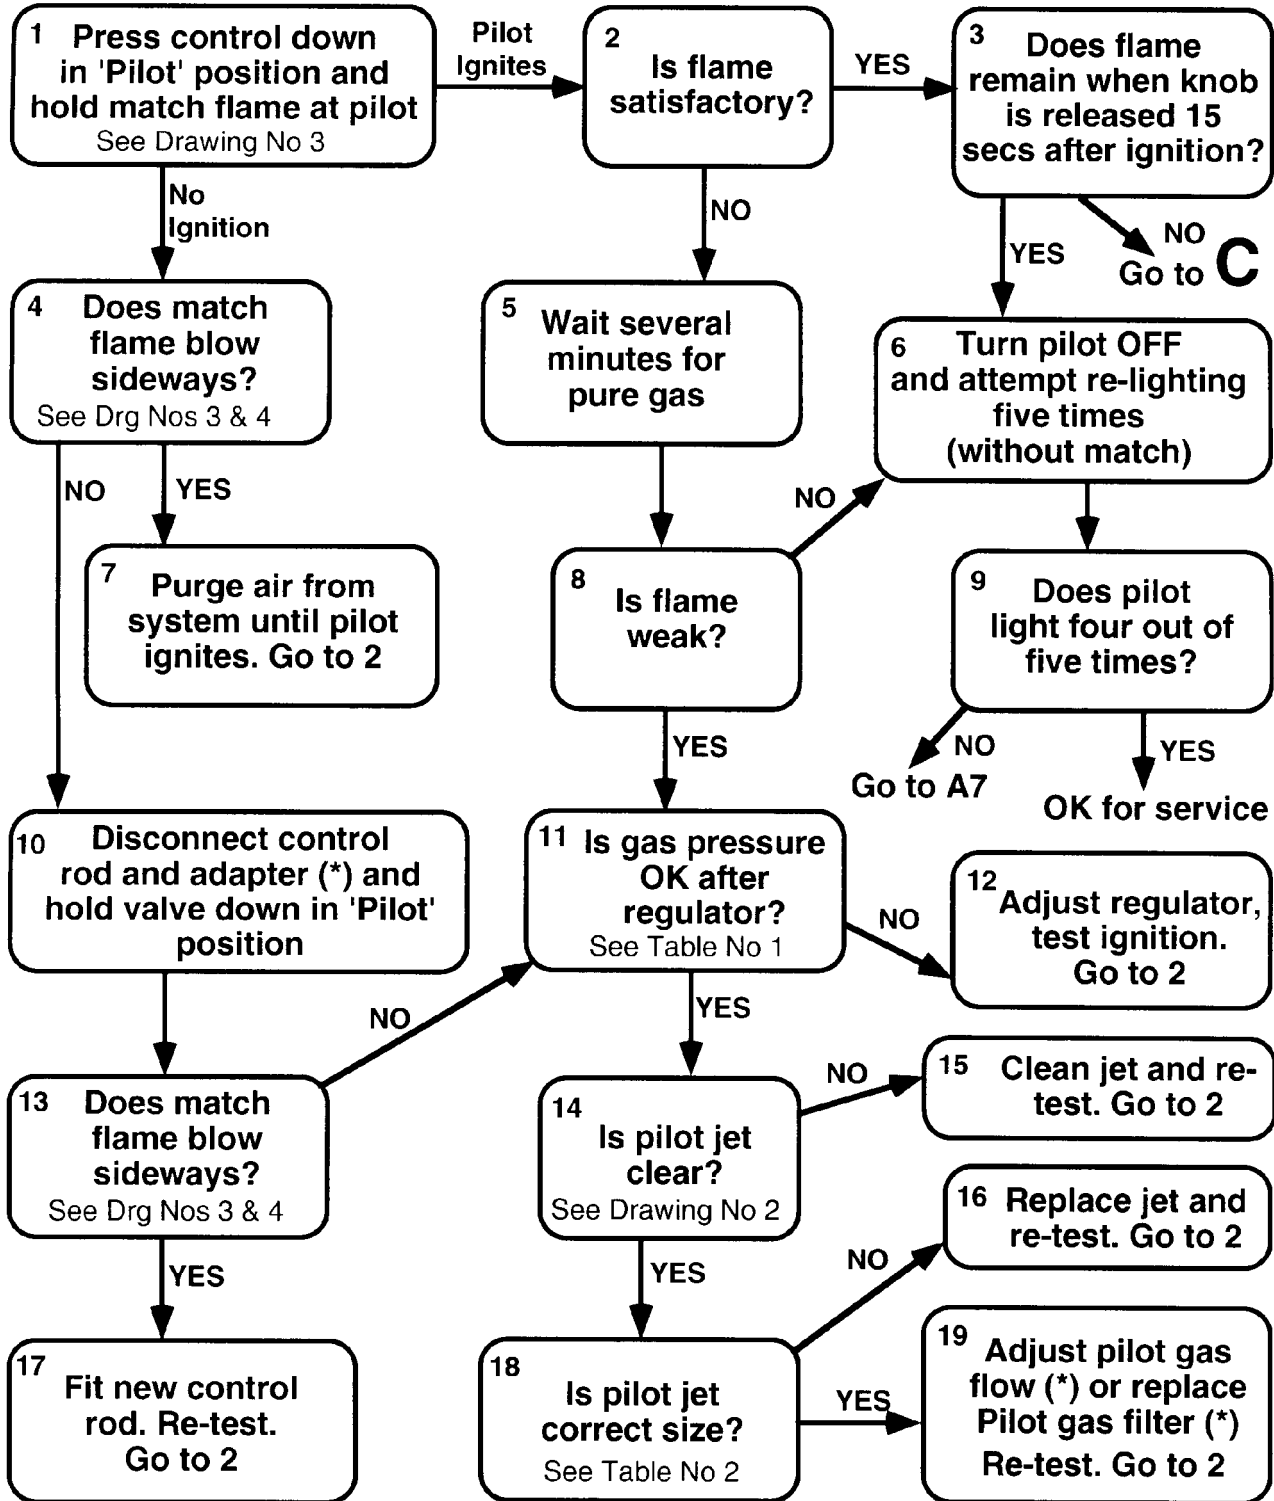 1 Press control down
in 'Pilot' position and
hold match flame at pilot
See Drawing No 3
Pilot
Ignites
2
Is flame
satisfactory?
YES
3 Does flame
remain when knob
is released 15
secs after ignition?
No
Ignition
NO
YES
NO
Go to C
4 Does match
flame blow
sideways?
See Drg Nos 3 & 4
5 Wait several
minutes for
pure gas
6 Turn pilot OFF
and attempt re-lighting
five times
(without match)
NO
YES
NO
7
Purge air from
system until pilot
ignites. Go to 2
8
Is flame
weak?
9 Does pilot
light four out of
five times?
YES
NO
Go to A7
YES
OK for service
10 Disconnect control
rod and adapter (*) and
hold valve down in 'Pilot'
position
11 Is gas pressure
OK after
regulator?
See Table No 1
NO
12
Adjust regulator,
test ignition.
Go to 2
NO
YES
13 Does match
flame blow
sideways?
See Drg Nos 3 & 4
14
Is pilot jet
clear?
See Drawing No 2
NO
15 Clean jet and re-
test. Go to 2
YES
YES
NO
16 Replace jet and
re-test. Go to 2
17
Fit new control
rod. Re-test.
Go to 2
18
Is pilot jet
correct size?
See Table No 2
YES
19 Adjust pilot gas
flow (*) or replace
Pilot gas filter (*)
Re-test. Go to 2